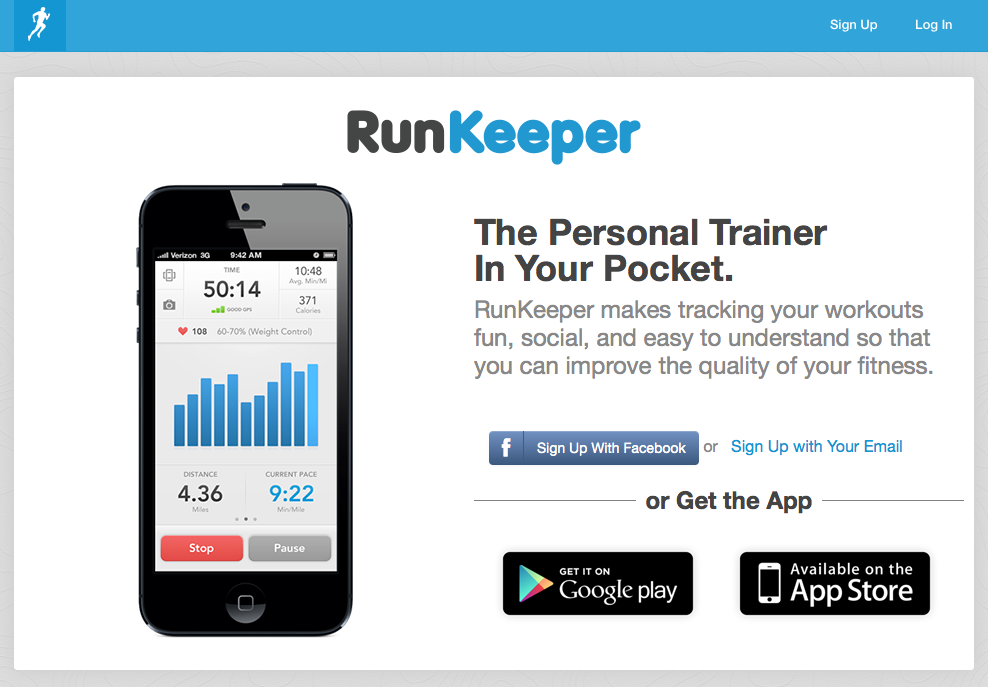 Sign Up
Log In
RunKeeper
Verizon 3G
9:42 AM
TIME
50:14
GOOD GPS
10:48
Avg. Min/Mi
371
Calories
108
60-70% (Weight Control)
DISTANCE
4.36
Miles
CURRENT PACE
9:22
Min/Mile
Stop
Pause
The Personal Trainer
In Your Pocket.
RunKeeper makes tracking your workouts
fun, social, and easy to understand so that
you can improve the quality of your fitness.
f
Sign Up With Facebook
or
Sign Up with Your Email
or Get the App
GET IT ON
Google play
Available on the
App Store